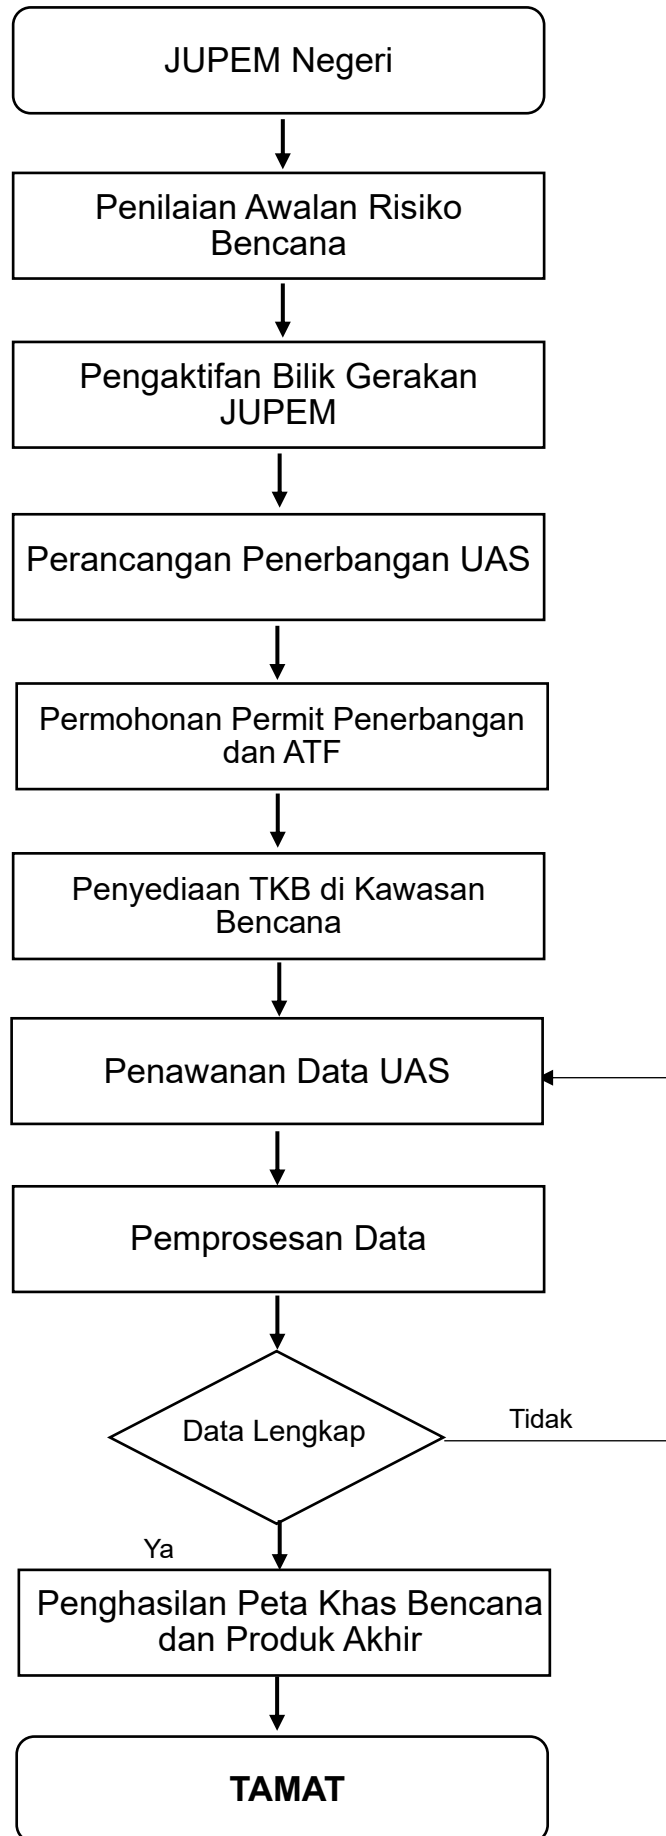 JUPEM Negeri
Penilaian Awalan Risiko
Bencana
Pengaktifan Bilik Gerakan
JUPEM
Perancangan Penerbangan UAS
Permohonan Permit Penerbangan
dan ATF
Penyediaan TKB di Kawasan
Bencana
Penawanan Data UAS
Pemprosesan Data
Data Lengkap
Tidak
Ya
Penghasilan Peta Khas Bencana
dan Produk Akhir
TAMAT